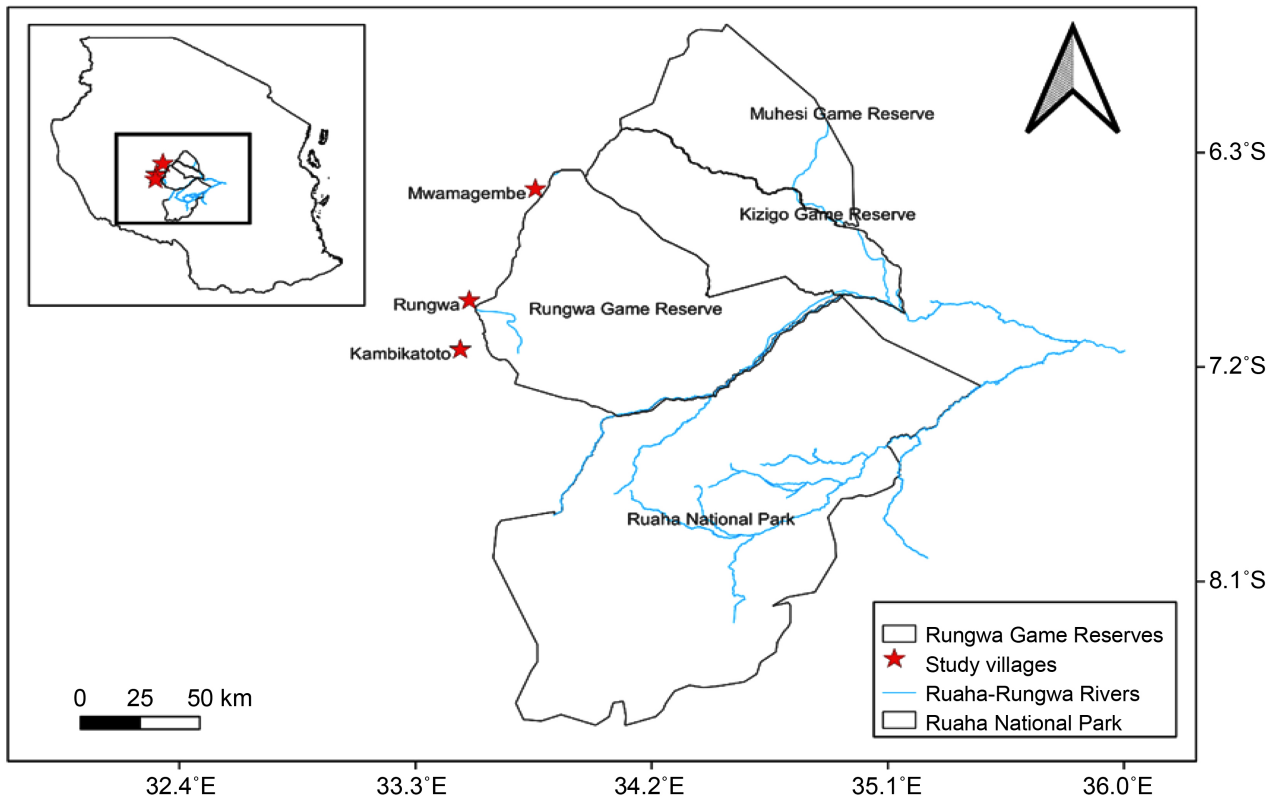 Muhesi Game Reserve
6.3˚S
Mwamagembe
Kizigo Game Reserve
Rungwa
Rungwa Game Reserve
Kambikatoto
7.2˚S
Ruaha National Park
8.1˚S
Rungwa Game Reserves
Study villages
Ruaha-Rungwa Rivers
Ruaha National Park
0 25 50 km
32.4˚E 33.3˚E 34.2˚E 35.1˚E 36.0˚E